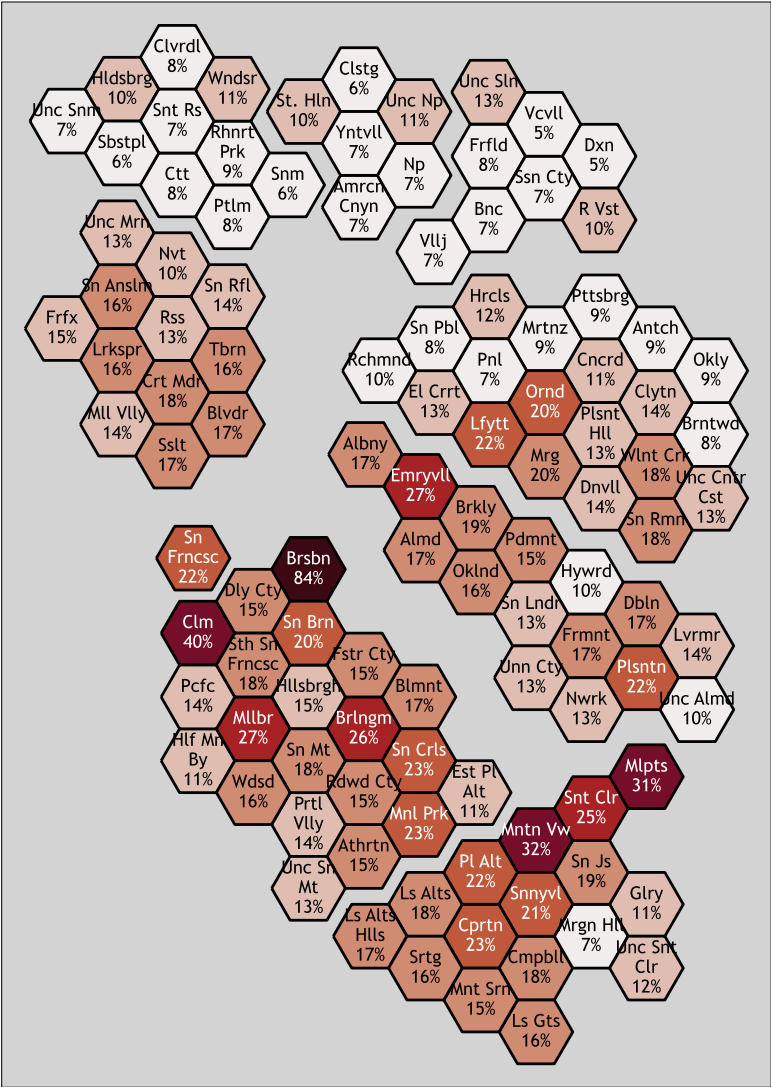 Clvrdl
8%
Hldsbrg
10%
Wndsr
11%
Unc Snm
7%
Snt Rs
7%
Sbstpl
6%
Rhnrt
Prk
9%
Ctt
8%
Snm
6%
Ptlm
8%
Clstg
6%
St. Hln
10%
Unc Np
11%
Yntvll
7%
Np
7%
Amrcn
Cnyn
7%
Unc Sln
13%
Vcvll
5%
Frfld
8%
Dxn
5%
Ssn Cty
7%
Bnc
7%
R Vst
10%
Vllj
7%
Unc Mrn
13%
Nvt
10%
Sn Anslm
16%
Sn Rfl
14%
Frfx
15%
Rss
13%
Lrkspr
16%
Tbrn
16%
Crt Mdr
18%
Mll Vlly
14%
Blvdr
17%
Sslt
17%
Hrcls
12%
Pttsbrg
9%
Sn Pbl
8%
Mrtnz
9%
Antch
9%
Rchmnd
10%
Pnl
7%
Cncrd
11%
Okly
9%
El Crrt
13%
Ornd
20%
Clytn
14%
Lfytt
22%
Plsnt
Hll
13%
Brntwd
8%
Mrg
20%
Wlnt Crk
18%
Dnvll
14%
Unc Cntr
Cst
13%
Sn Rmn
18%
Albny
17%
Emryvll
27%
Brkly
19%
Almd
17%
Pdmnt
15%
Oklnd
16%
Hywrd
10%
Sn Lndr
13%
Dbln
17%
Frmnt
17%
Lvrmr
14%
Unn Cty
13%
Plsntn
22%
Nwrk
13%
Unc Almd
10%
Sn
Frncsc
22%
Brsbn
84%
Dly Cty
15%
Clm
40%
Sn Brn
20%
Sth Sn
Frncsc
18%
Fstr Cty
15%
Pcfc
14%
Hllsbrgh
15%
Blmnt
17%
Mllbr
27%
Brlngm
26%
Hlf Mn
By
11%
Sn Mt
18%
Sn Crls
23%
Wdsd
16%
Rdwd Cty
15%
Est Pl
Alt
11%
Prtl
Vlly
14%
Mnl Prk
23%
Athrtn
15%
Unc Sn
Mt
13%
Mlpts
31%
Snt Clr
25%
Mntn Vw
32%
Pl Alt
22%
Sn Js
19%
Ls Alts
18%
Snnyvl
21%
Glry
11%
Ls Alts
Hlls
17%
Cprtn
23%
Mrgn Hll
7%
Srtg
16%
Cmpbll
18%
Unc Snt
Clr
12%
Mnt Srn
15%
Ls Gts
16%